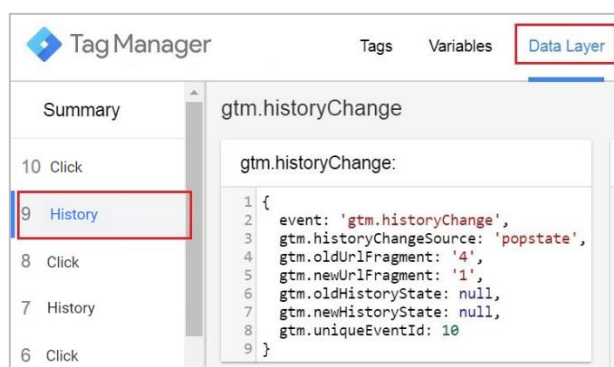 Tag Manager
Tags Variables Data Layer
Summary
10 Click
9 History
8 Click
7 History
6 Click
gtm.historyChange
gtm.historyChange:
1 {
2 event: 'gtm.historyChange',
3 gtm.historyChangeSource: 'popstate',
4 gtm.oldUrlFragment: '4',
5 gtm.newUrlFragment: '1',
6 gtm.oldHistoryState: null,
7 gtm.newHistoryState: null,
8 gtm.uniqueEventId: 10
9 }